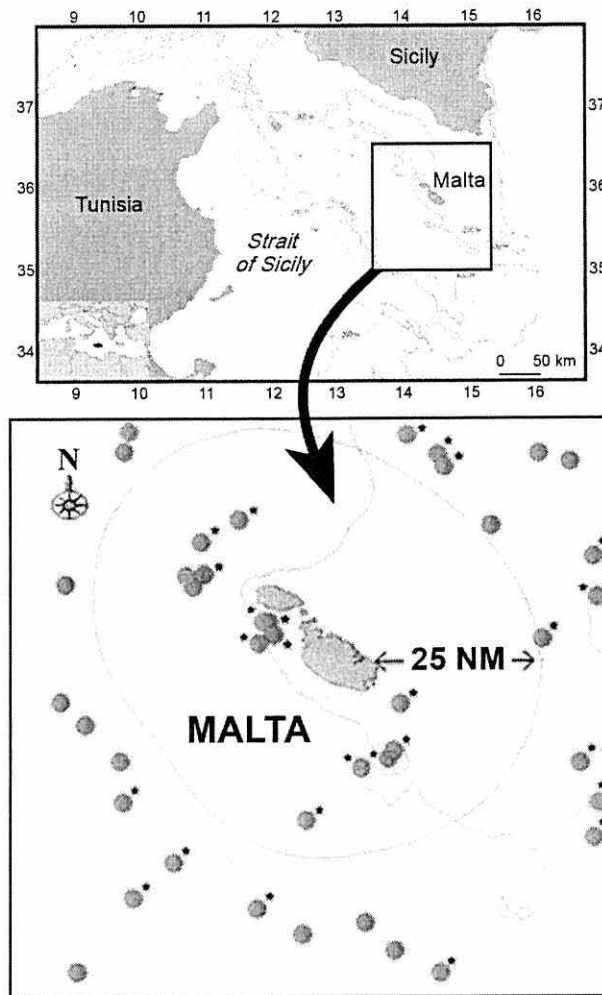 9 10 11 12 13 14 15 16
Sicily
37 37
Malta
36 36
Tunisia
Strait
of Sicily
35 35
34 34
0 50 km
9 10 11 12 13 14 15 16
N
25 NM
MALTA